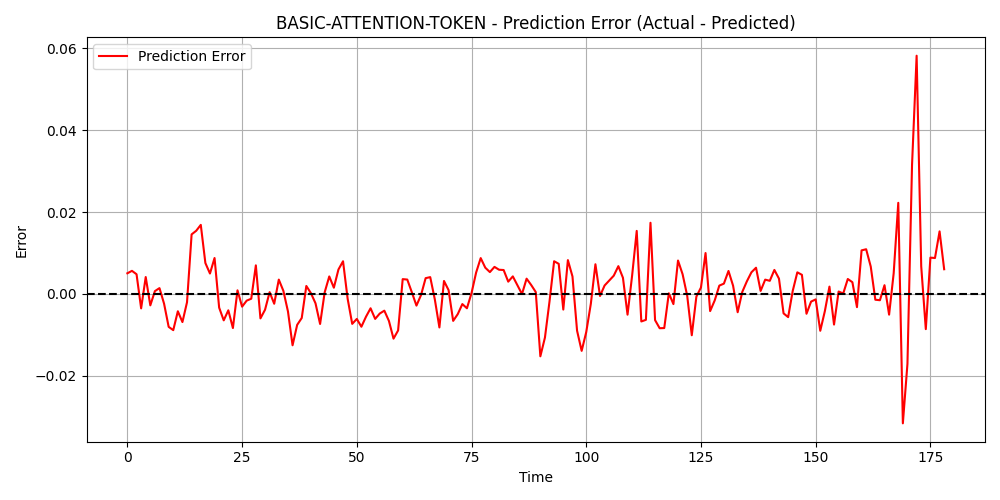 BASIC-ATTENTION-TOKEN - Prediction Error (Actual - Predicted)
Prediction Error
0.06
0.04
0.02
0.00
−0.02
Error
0 25 50 75 100 125 150 175
Time